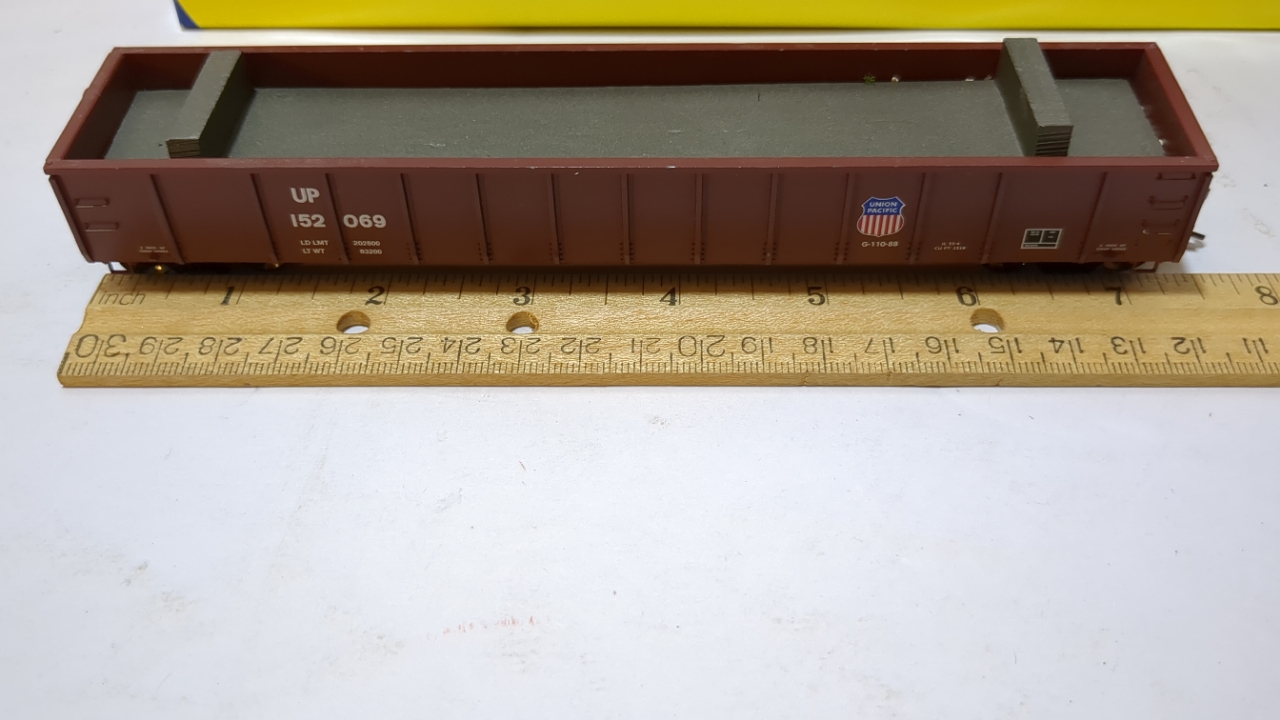 UP
152 069
LD LMT 202800
LT WT 63200
UNION
PACIFIC
G-110-88
Inch 1 2 3 4 5 6 7 8
30 29 28 27 26 25 24 23 22 21 20 19 18 17 16 15 14 13 12 11